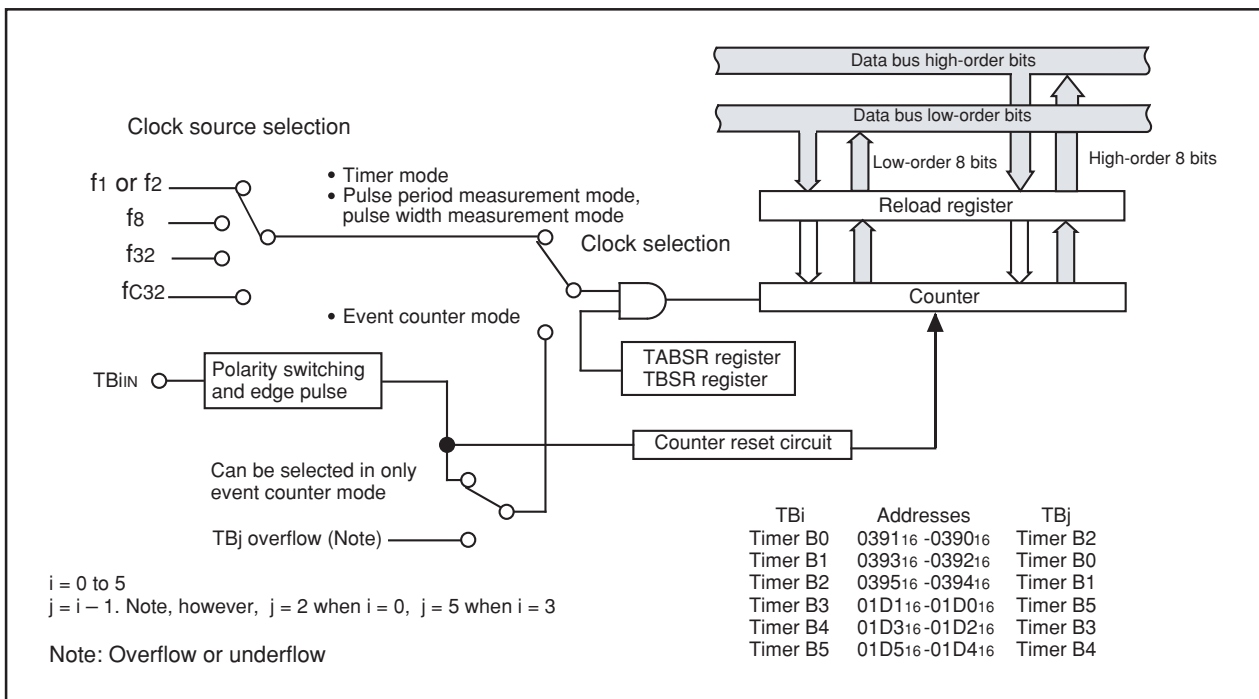 Data bus high-order bits
Data bus low-order bits
Low-order 8 bits
High-order 8 bits
Clock source selection
f1 or f2
f8
f32
fC32
• Timer mode
• Pulse period measurement mode,
pulse width measurement mode
Clock selection
Reload register
Counter
• Event counter mode
TABSR register
TBSR register
TBiIN
Polarity switching
and edge pulse
Counter reset circuit
Can be selected in only
event counter mode
TBj overflow (Note)
TBi Addresses TBj
Timer B0 039116 -039016 Timer B2
Timer B1 039316 -039216 Timer B0
Timer B2 039516 -039416 Timer B1
Timer B3 01D116 -01D016 Timer B5
Timer B4 01D316 -01D216 Timer B3
Timer B5 01D516 -01D416 Timer B4
i = 0 to 5
j = i – 1. Note, however, j = 2 when i = 0, j = 5 when i = 3
Note: Overflow or underflow